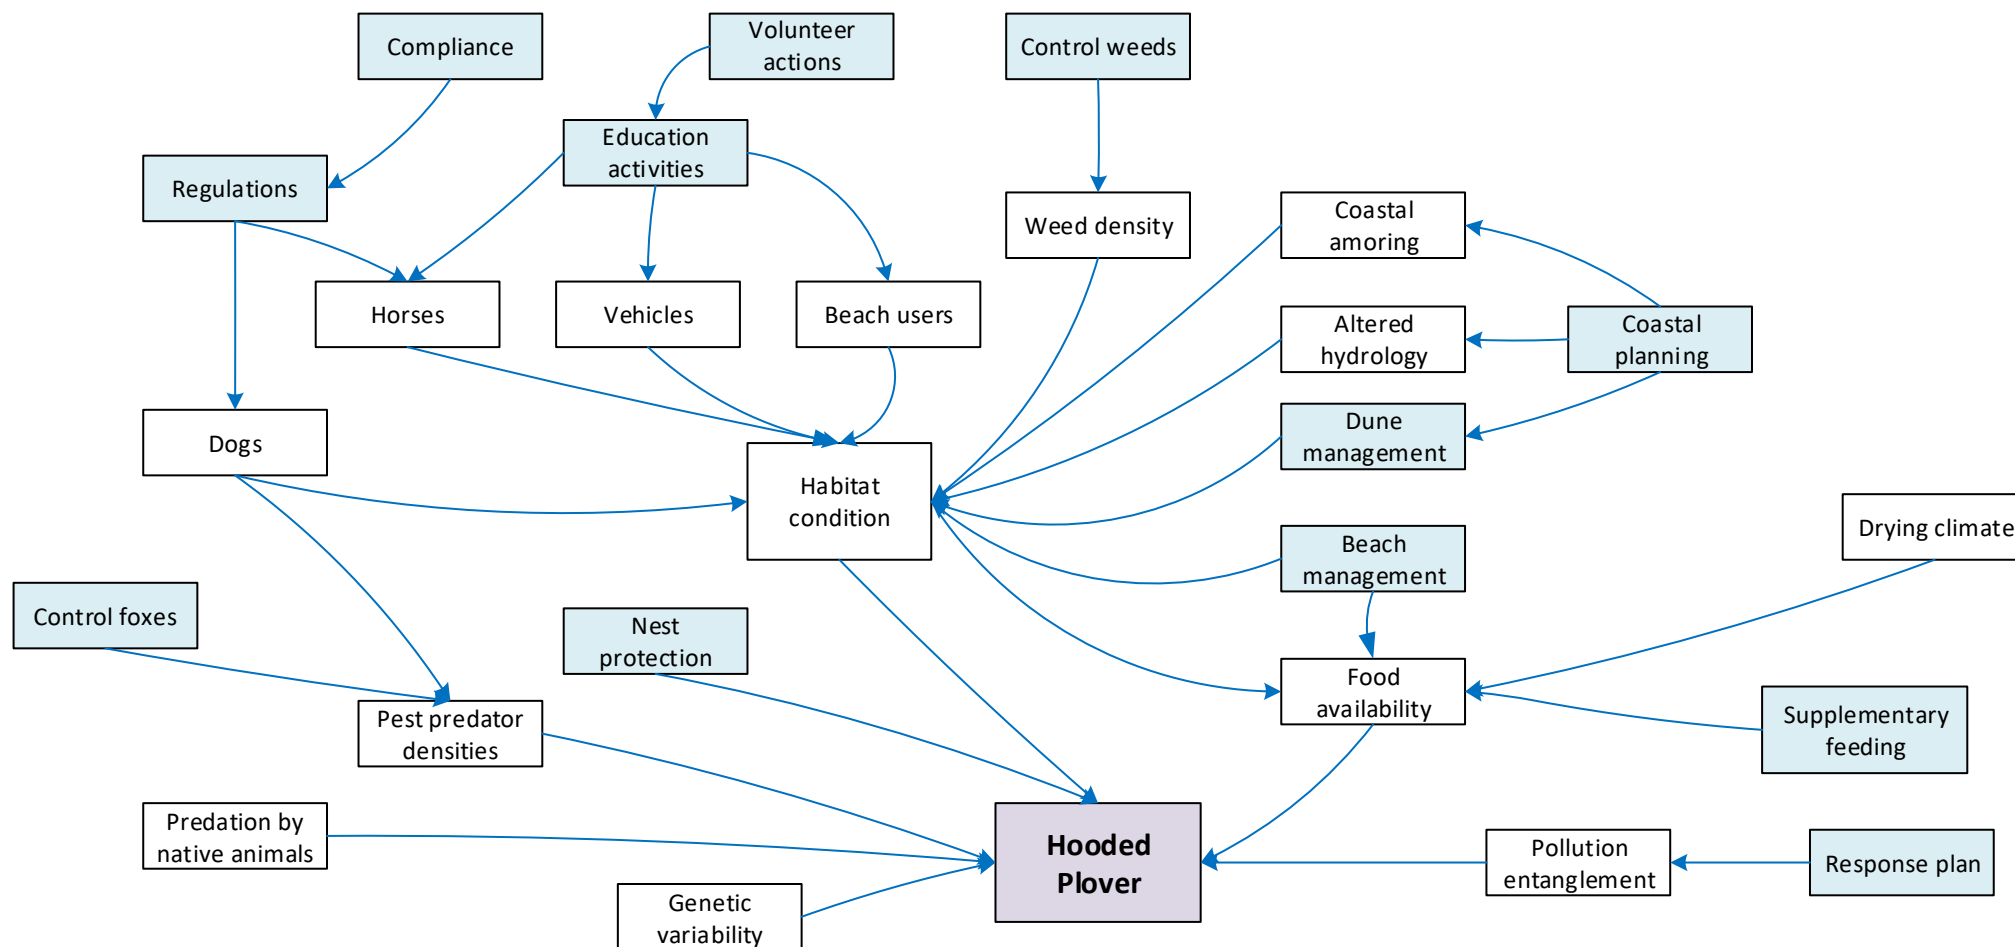 Compliance
Volunteer
actions
Control weeds
Education
activities
Regulations
Weed density
Coastal
amoring
Horses
Vehicles
Beach users
Altered
hydrology
Coastal
planning
Dogs
Dune
management
Habitat
condition
Drying climate
Beach
management
Control foxes
Nest
protection
Food
availability
Pest predator
densities
Supplementary
feeding
Predation by
native animals
Hooded
Plover
Pollution
entanglement
Response plan
Genetic
variability